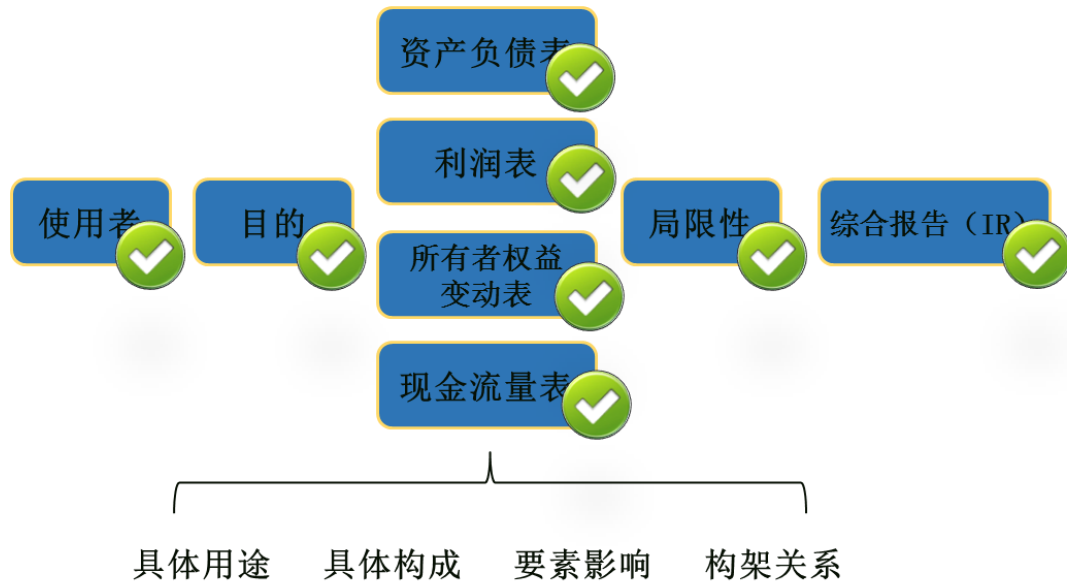 资产负债表
利润表
使用者
目的
局限性
综合报告（IR）
所有者权益
变动表
现金流量表
具体用途
具体构成
要素影响
构架关系